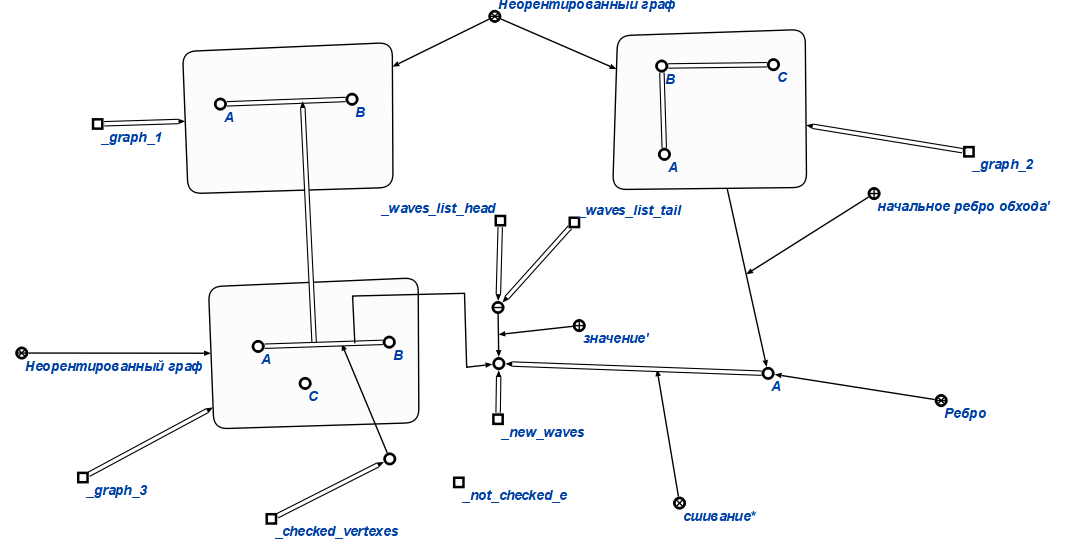 Неорентированный граф
B
C
A
B
A
_graph_1
_graph_2
_waves_list_head
_waves_list_tail
начальное ребро обхода'
значение'
A
B
Неорентированный граф
C
A
Ребро
_new_waves
_graph_3
_not_checked_e
_checked_vertexes
сшивание*